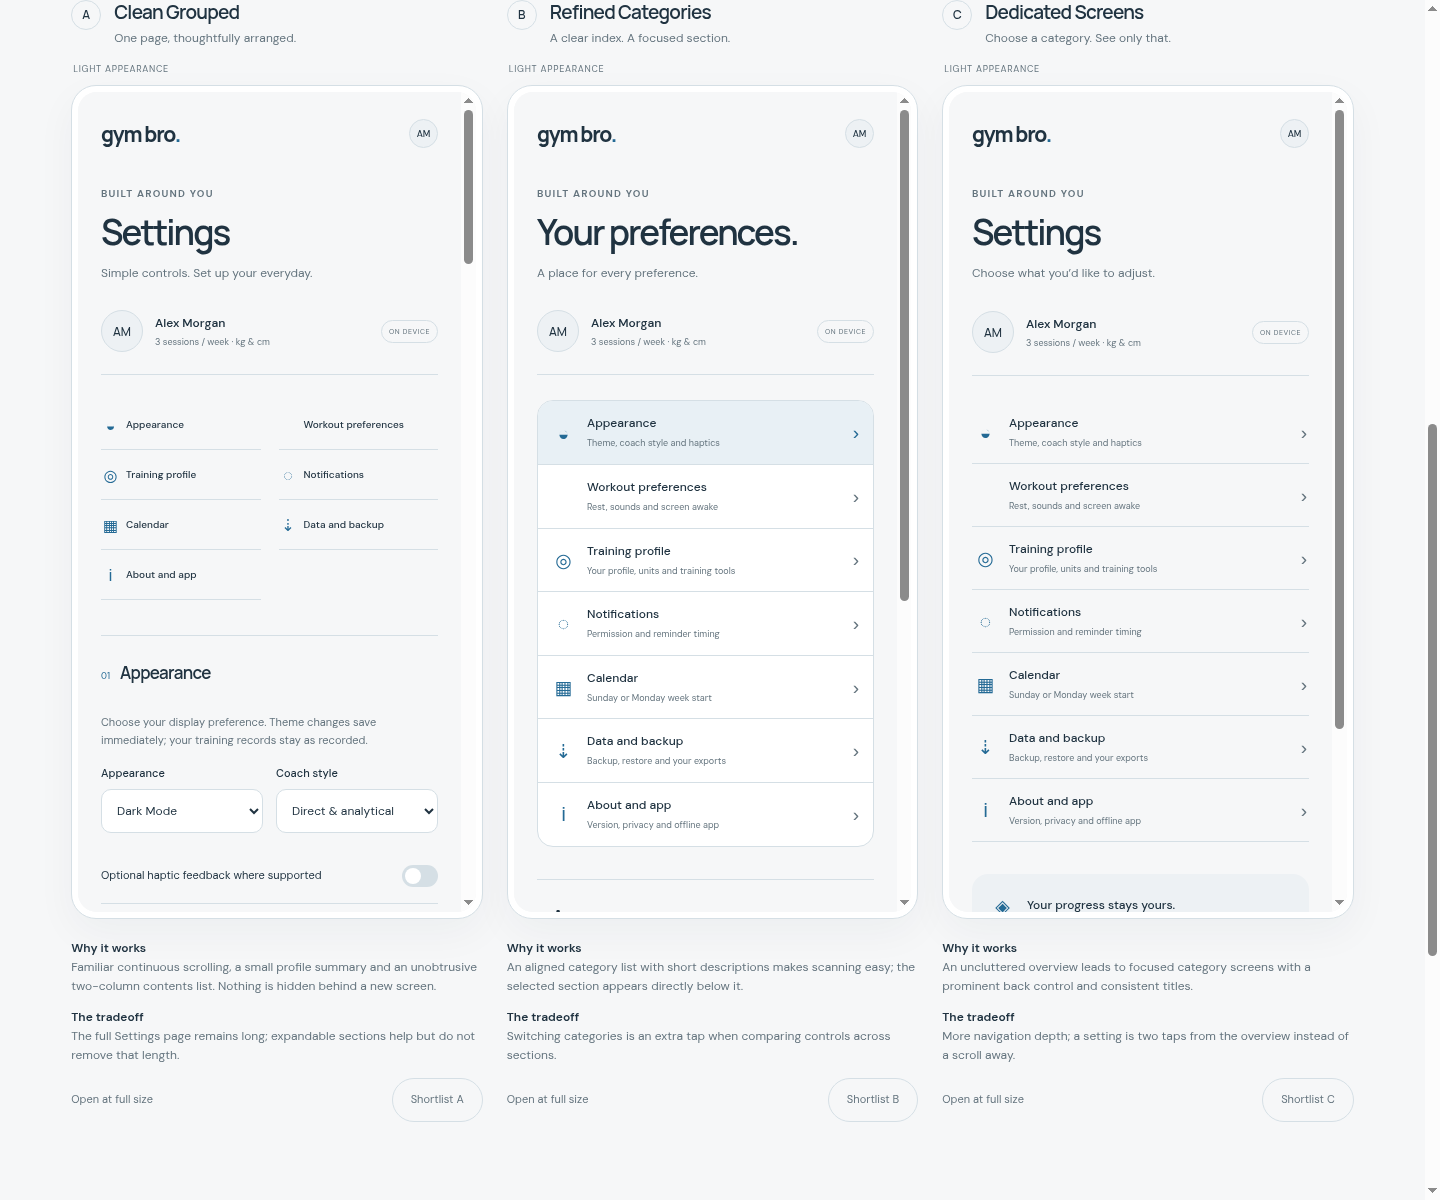 A
Clean Grouped
One page, thoughtfully arranged.
LIGHT APPEARANCE
gym bro.
AM
BUILT AROUND YOU
Settings
Simple controls. Set up your everyday.
AM
Alex Morgan
3 sessions / week · kg & cm
ON DEVICE
Appearance
Workout preferences
Training profile
Notifications
Calendar
Data and backup
i
About and app
01 Appearance
Choose your display preference. Theme changes save
immediately; your training records stay as recorded.
Appearance
Coach style
Dark Mode
Direct & analytical
Optional haptic feedback where supported
Why it works
Familiar continuous scrolling, a small profile summary and an unobtrusive
two-column contents list. Nothing is hidden behind a new screen.
The tradeoff
The full Settings page remains long; expandable sections help but do not
remove that length.
Open at full size
Shortlist A
B
Refined Categories
A clear index. A focused section.
LIGHT APPEARANCE
gym bro.
AM
BUILT AROUND YOU
Your preferences.
A place for every preference.
AM
Alex Morgan
3 sessions / week · kg & cm
ON DEVICE
Appearance
Theme, coach style and haptics
Workout preferences
Rest, sounds and screen awake
Training profile
Your profile, units and training tools
Notifications
Permission and reminder timing
Calendar
Sunday or Monday week start
Data and backup
Backup, restore and your exports
i
About and app
Version, privacy and offline app
Why it works
An aligned category list with short descriptions makes scanning easy; the
selected section appears directly below it.
The tradeoff
Switching categories is an extra tap when comparing controls across
sections.
Open at full size
Shortlist B
C
Dedicated Screens
Choose a category. See only that.
LIGHT APPEARANCE
gym bro.
AM
BUILT AROUND YOU
Settings
Choose what you’d like to adjust.
AM
Alex Morgan
3 sessions / week · kg & cm
ON DEVICE
Appearance
Theme, coach style and haptics
Workout preferences
Rest, sounds and screen awake
Training profile
Your profile, units and training tools
Notifications
Permission and reminder timing
Calendar
Sunday or Monday week start
Data and backup
Backup, restore and your exports
i
About and app
Version, privacy and offline app
Your progress stays yours.
Why it works
An uncluttered overview leads to focused category screens with a
prominent back control and consistent titles.
The tradeoff
More navigation depth; a setting is two taps from the overview instead of
a scroll away.
Open at full size
Shortlist C